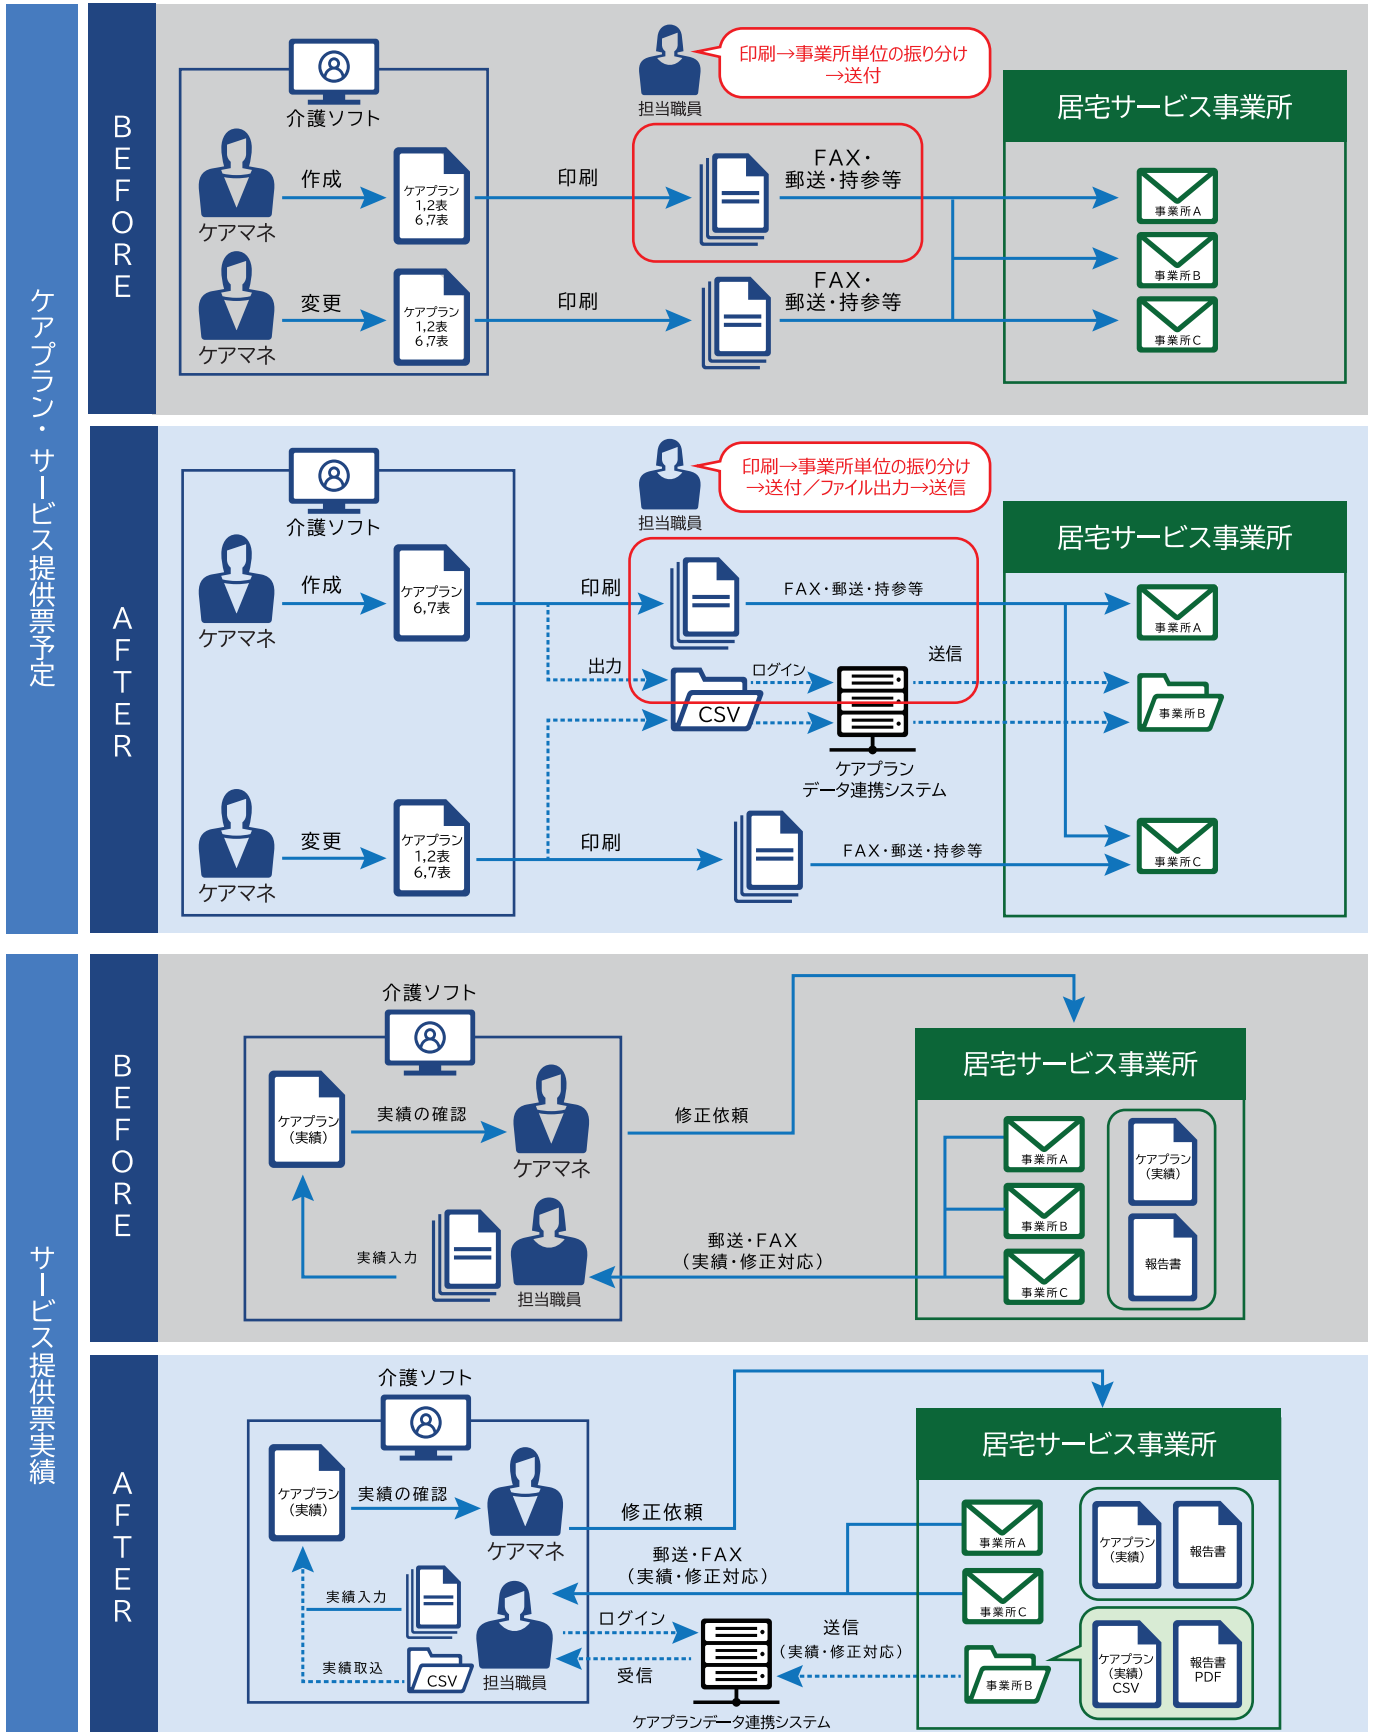 ケアプラン・サービス提供票予定
BEFORE
介護ソフト
ケアマネ
作成
ケアプラン
1,2表
6,7表
ケアマネ
変更
ケアプラン
1,2表
6,7表
印刷
印刷
担当職員
印刷→事業所単位の振り分け
→送付
FAX・
郵送・持参等
FAX・
郵送・持参等
居宅サービス事業所
事業所A
事業所B
事業所C
AFTER
介護ソフト
ケアマネ
作成
ケアプラン
6,7表
ケアマネ
変更
ケアプラン
1,2表
6,7表
印刷
出力
印刷
担当職員
印刷→事業所単位の振り分け
→送付／ファイル出力→送信
FAX・郵送・持参等
CSV
ログイン
送信
ケアプラン
データ連携システム
FAX・郵送・持参等
居宅サービス事業所
事業所A
事業所B
事業所C
サービス提供票実績
BEFORE
介護ソフト
ケアプラン
（実績）
実績の確認
ケアマネ
実績入力
担当職員
修正依頼
郵送・FAX
（実績・修正対応）
居宅サービス事業所
事業所A
事業所B
事業所C
ケアプラン
（実績）
報告書
AFTER
介護ソフト
ケアプラン
（実績）
実績の確認
ケアマネ
実績入力
実績取込
CSV
担当職員
修正依頼
郵送・FAX
（実績・修正対応）
ログイン
受信
ケアプランデータ連携システム
送信
（実績・修正対応）
居宅サービス事業所
事業所A
事業所C
事業所B
ケアプラン
（実績）
報告書
ケアプラン
（実績）
CSV
報告書
PDF